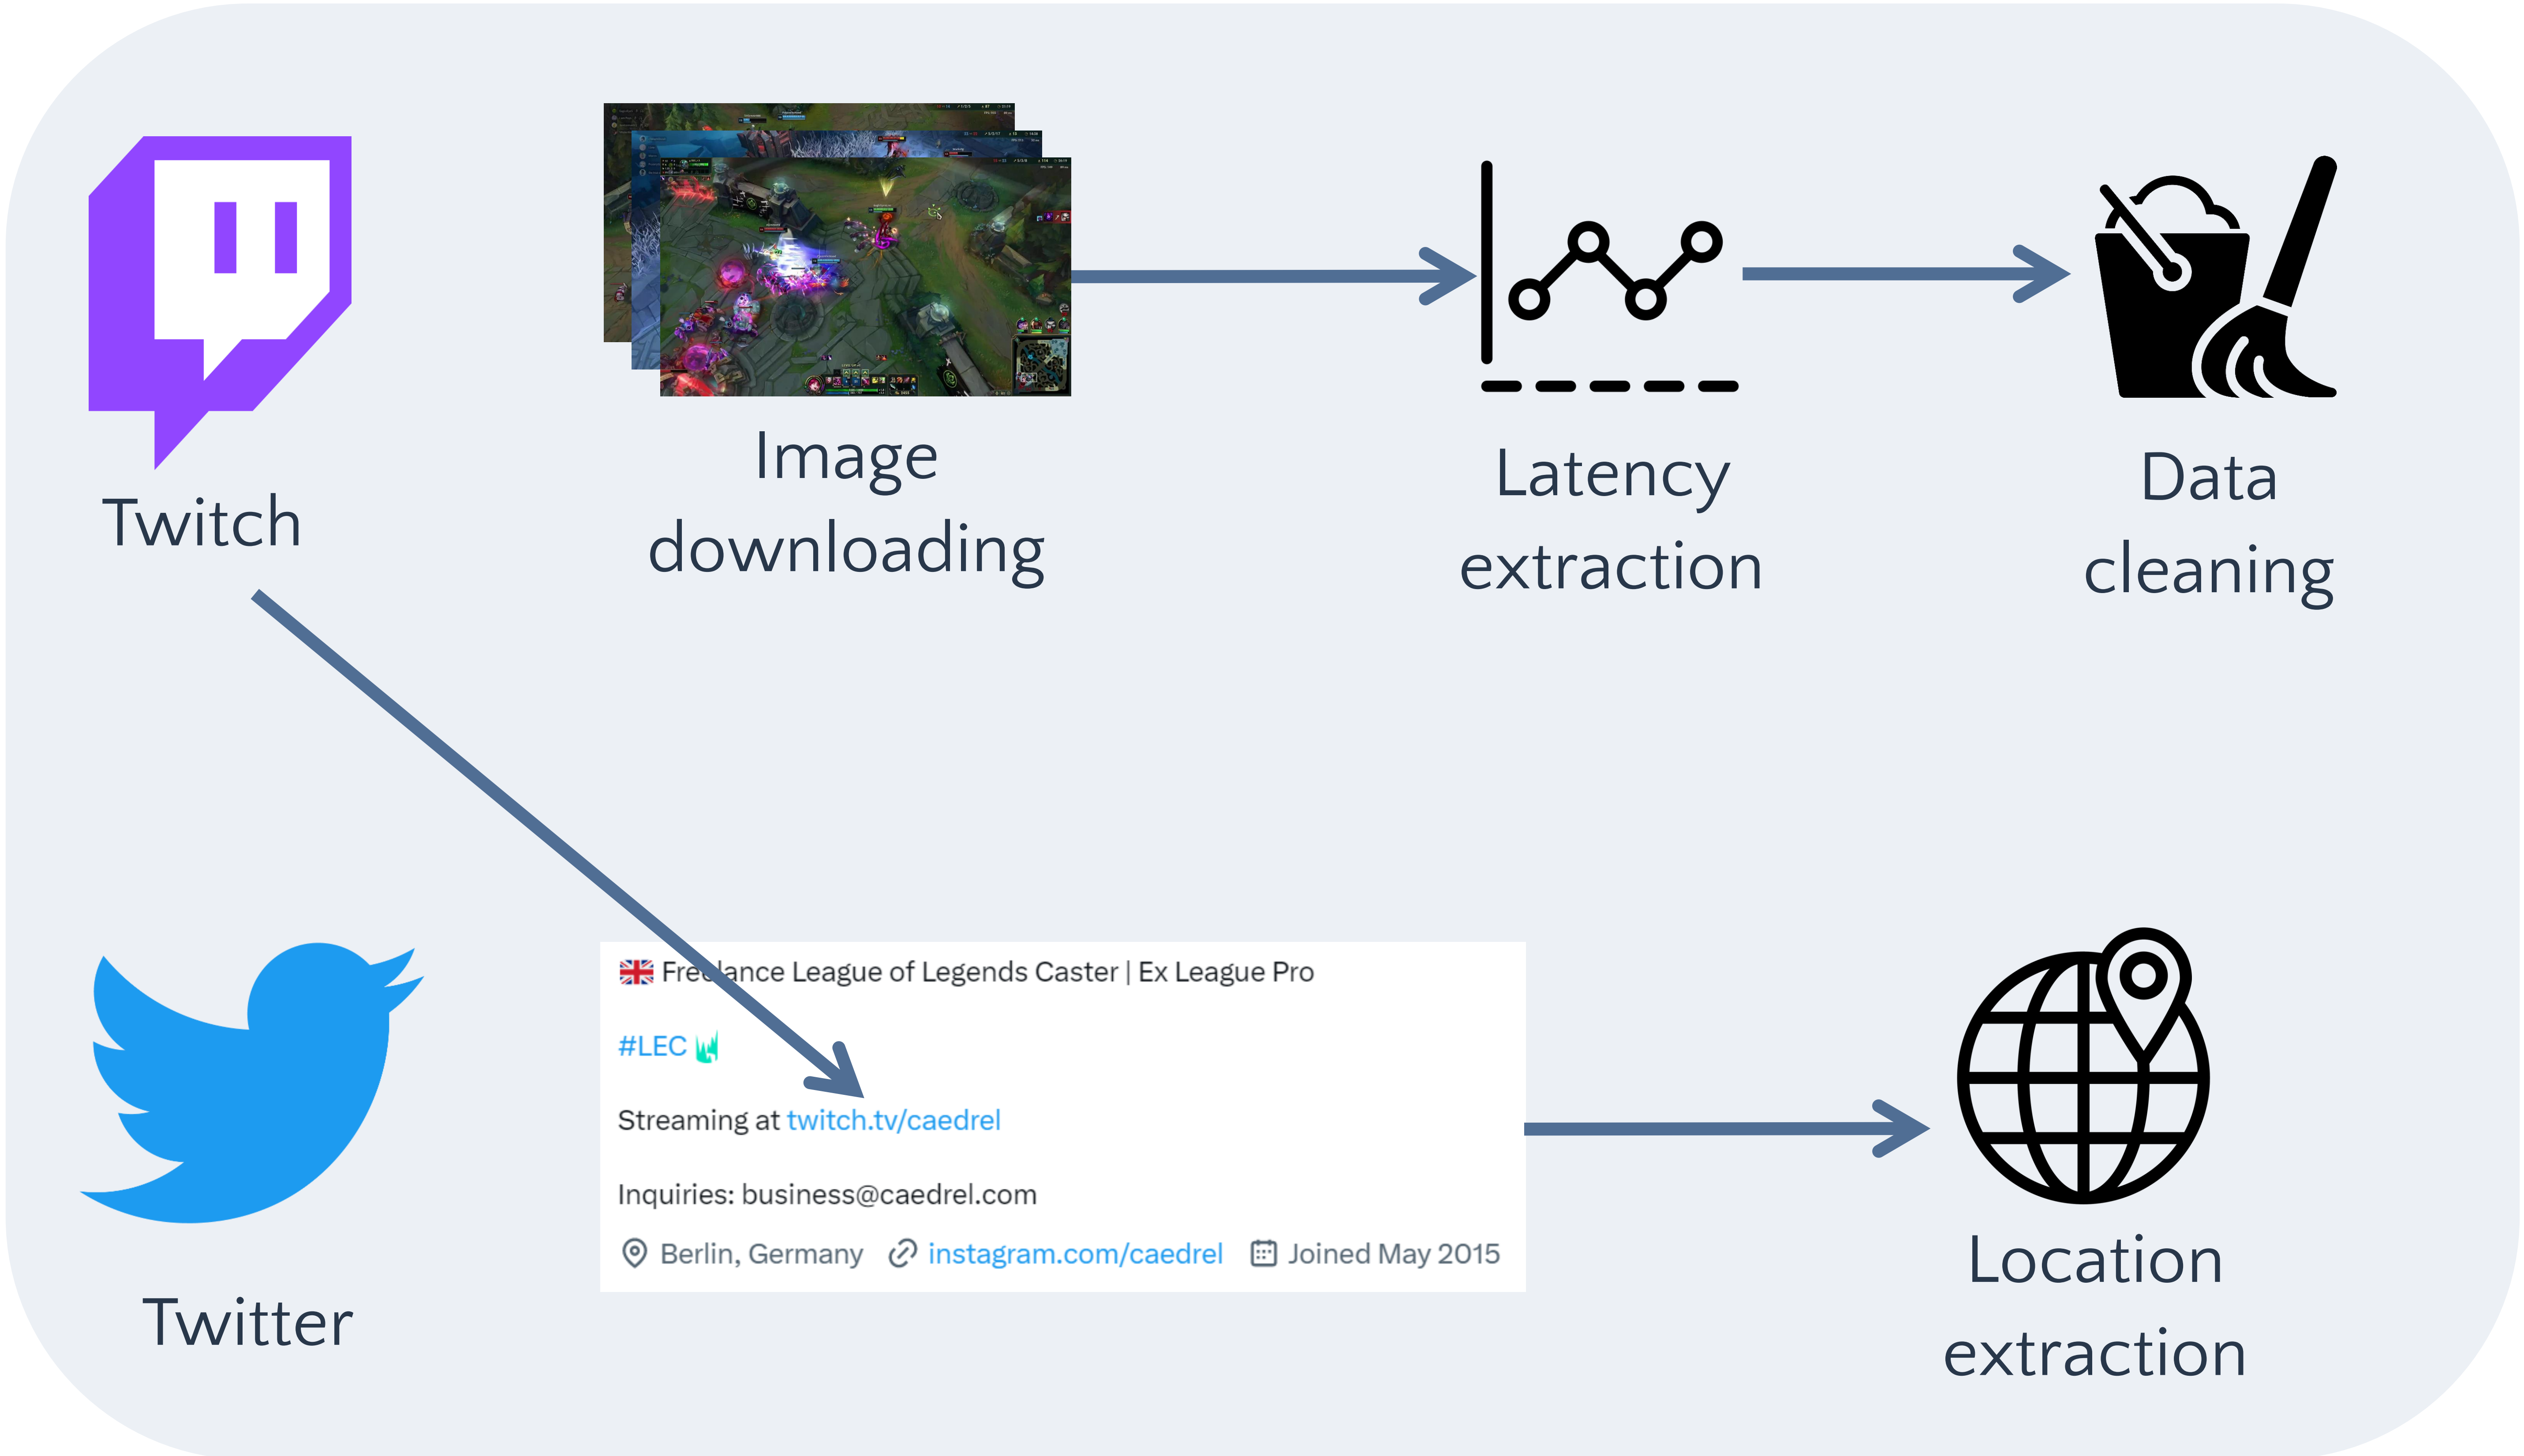 Twitch
Image
downloading
Latency
extraction
Data
cleaning
Twitter
🇬🇧 Freelance League of Legends Caster | Ex League Pro
#LEC
Streaming at twitch.tv/caedrel
Inquiries: business@caedrel.com
Berlin, Germany instagram.com/caedrel Joined May 2015
Location
extraction